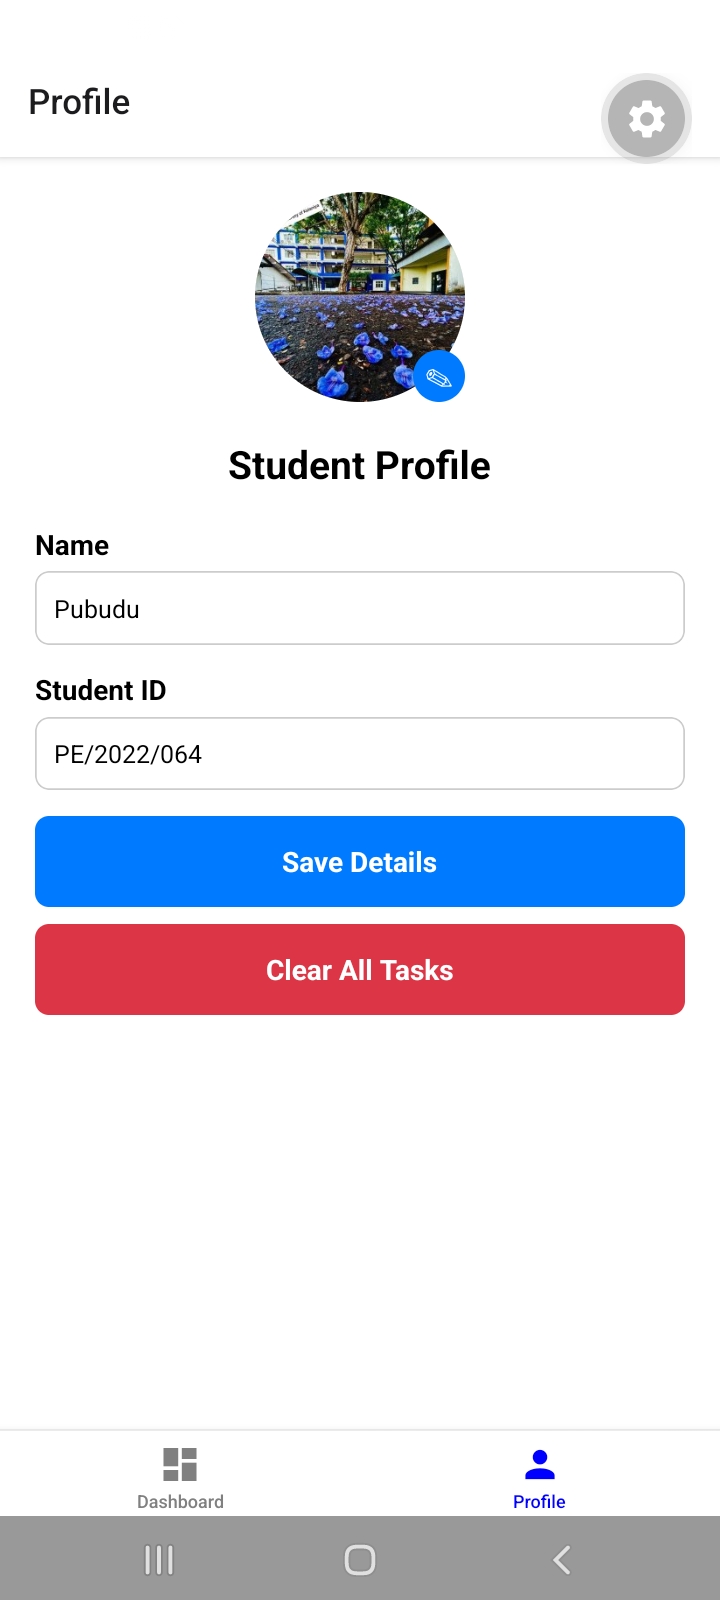 Profile
Student Profile
Name
Pubudu
Student ID
PE/2022/064
Save Details
Clear All Tasks
Dashboard
Profile